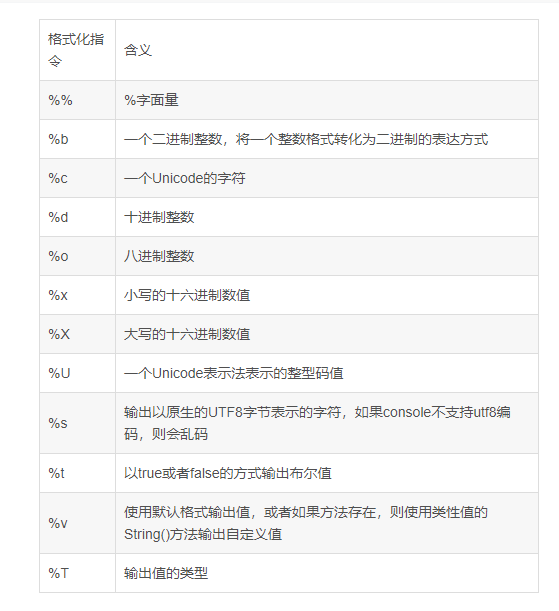 格式化指
令
含义
%%
%字面量
%b
一个二进制整数，将一个整数格式转化为二进制的表达方式
%c
一个Unicode的字符
%d
十进制整数
%o
八进制整数
%x
小写的十六进制数值
%X
大写的十六进制数值
%U
一个Unicode表示法表示的整型码值
%s
输出以原生的UTF8字节表示的字符，如果console不支持utf8编
码，则会乱码
%t
以true或者false的方式输出布尔值
%v
使用默认格式输出值，或者如果方法存在，则使用类性值的
String()方法输出自定义值
%T
输出值的类型